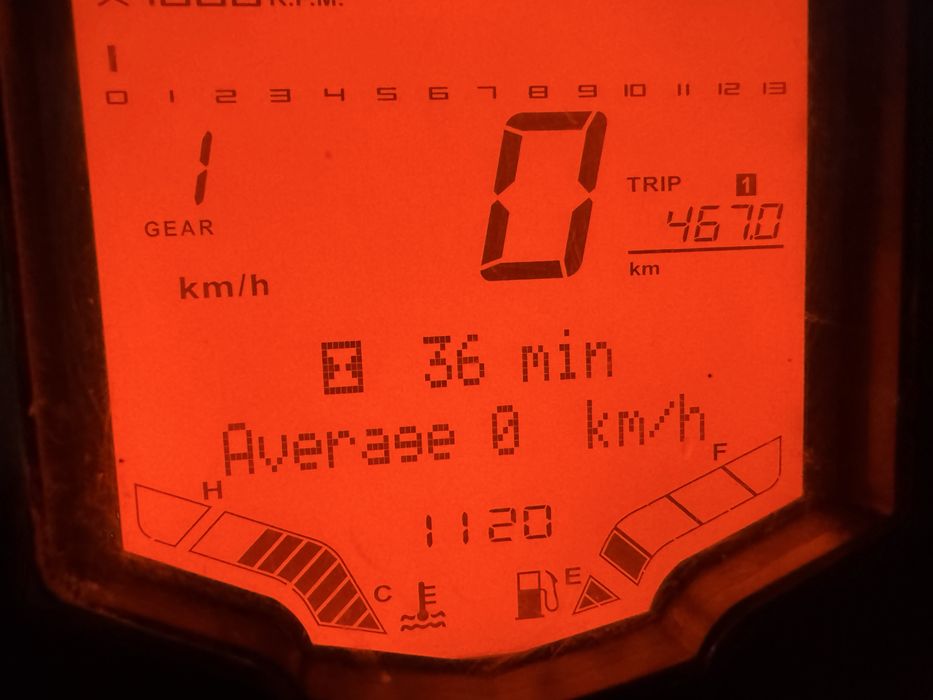 X1000 R.P.M.
0 1 2 3 4 5 6 7 8 9 10 11 12 13
1
GEAR
km/h
0
TRIP 1
467.0
km
36 min
Average 0 km/h
H
C
1120
F
E